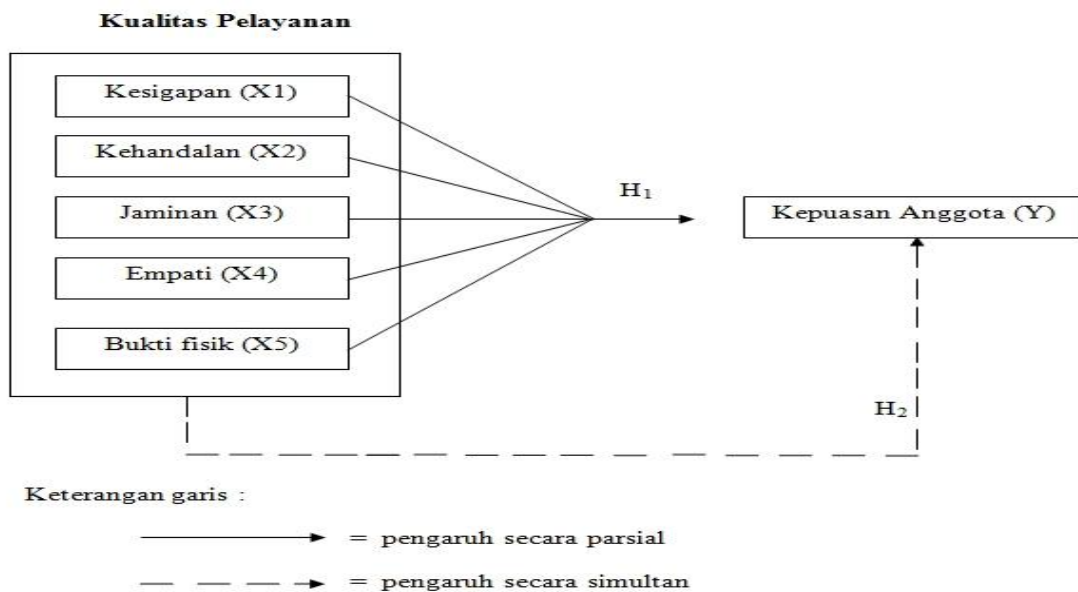 Kualitas Pelayanan
Kesigapan (X1)
Kehandalan (X2)
Jaminan (X3)
Empati (X4)
Bukti fisik (X5)
H₁
Kepuasan Anggota (Y)
H₂
Keterangan garis :
= pengaruh secara parsial
= pengaruh secara simultan